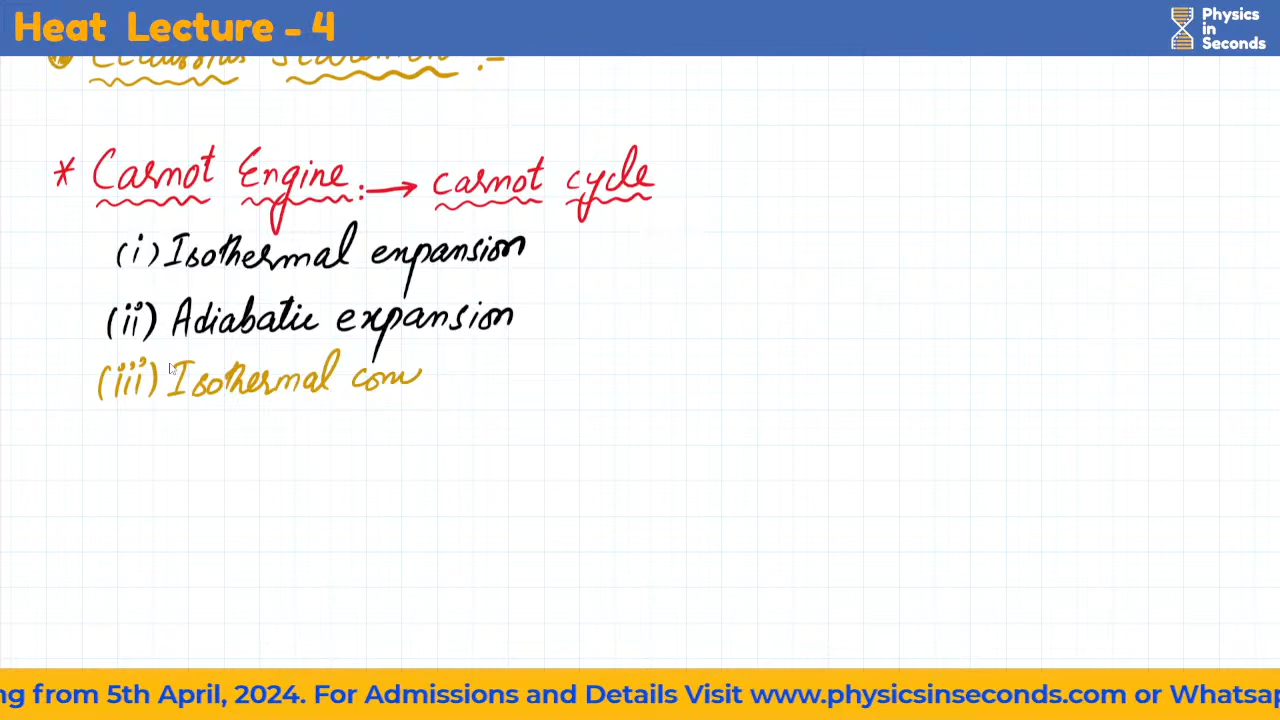 Heat Lecture - 4
Physics
in
Seconds
* Carnot Engine :→ carnot cycle
(i) Isothermal expansion
(ii) Adiabatic expansion
(iii) Isothermal com
ng from 5th April, 2024. For Admissions and Details Visit www.physicsinseconds.com or Whatsap